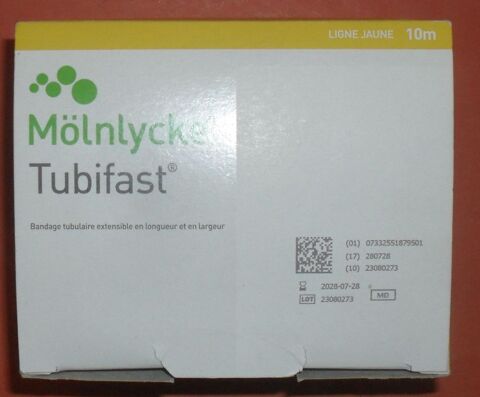 LIGNE JAUNE 10m
Mölnlycke
Tubifast®
Bandage tubulaire extensible en longueur et en largeur
(01) 07332551879501
(17) 280728
(10) 23080273
2028-07-28
LOT 23080273
MD